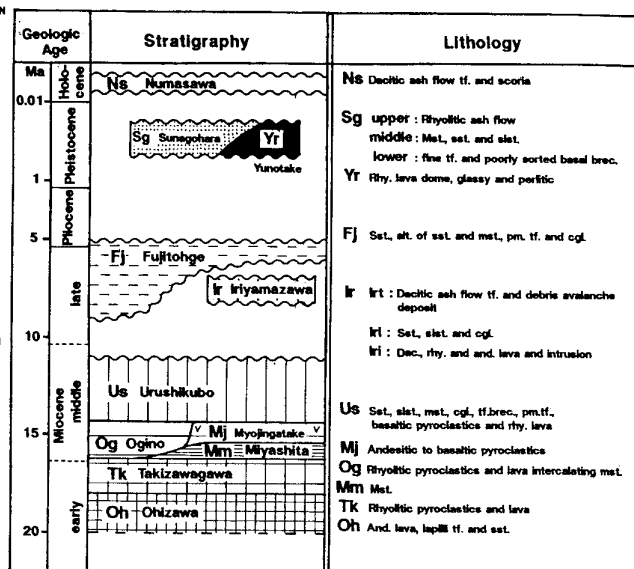 N
Geologic Age
Stratigraphy
Lithology
Ma
0.01
1
5
10
15
20
Holo-cene
Pleistocene
Pliocene
Miocene
late
middle
early
Ns Numasawa
Sg Sunagohara
Yr
Yunotake
Fj Fujitohge
Ir Iriyamazawa
Us Urushikubo
Mj Myojingatake
Og Ogino
Mm Miyashita
Tk Takizawagawa
Oh Ohizawa
Ns Dacitic ash flow tf. and scoria
Sg upper : Rhyolitic ash flow
middle : Mst., sst. and slst.
lower : fine tf. and poorly sorted basal brec.
Yr Rhy. lava dome, glassy and perlitic
Fj Sst., alt. of sst. and mst., pm. tf. and cgl.
Ir Irt : Dacitic ash flow tf. and debris avalanche
deposit
Iri : Sst., slst. and cgl.
Iri : Dac., rhy. and and. lava and intrusion
Us Sst., slst., mst., cgl., tf.brec., pm.tf.,
basaltic pyroclastics and rhy. lava
Mj Andesitic to basaltic pyroclastics
Og Rhyolitic pyroclastics and lava intercalating mst.
Mm Mst.
Tk Rhyolitic pyroclastics and lava
Oh And. lava, lapilli tf. and sst.